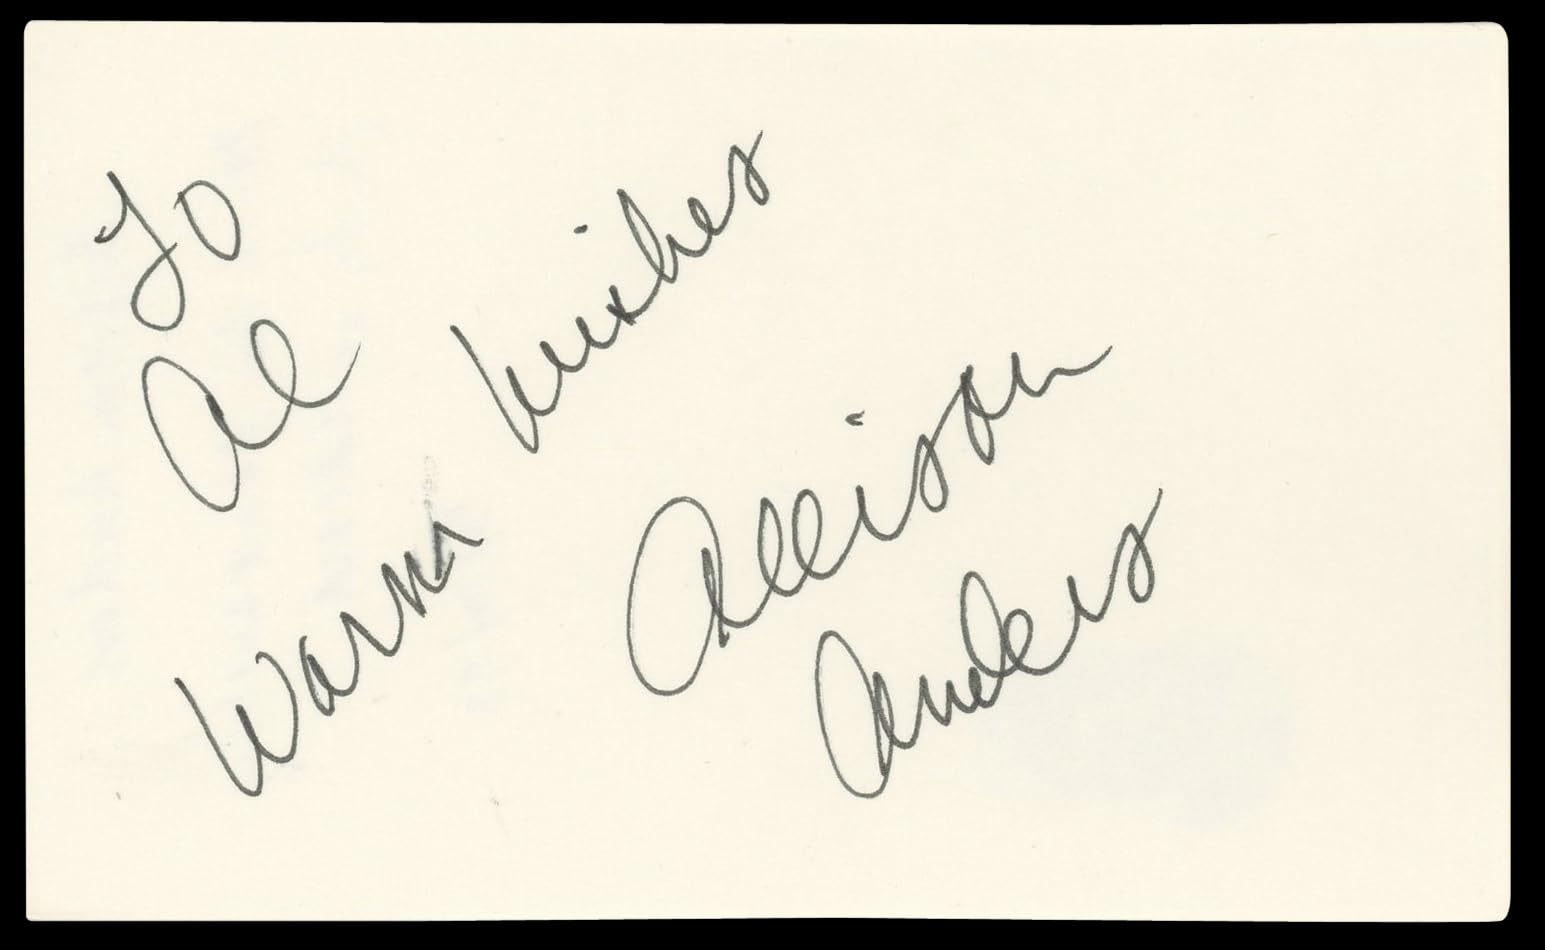 To
Al
Warm Wishes
Allison
Anders